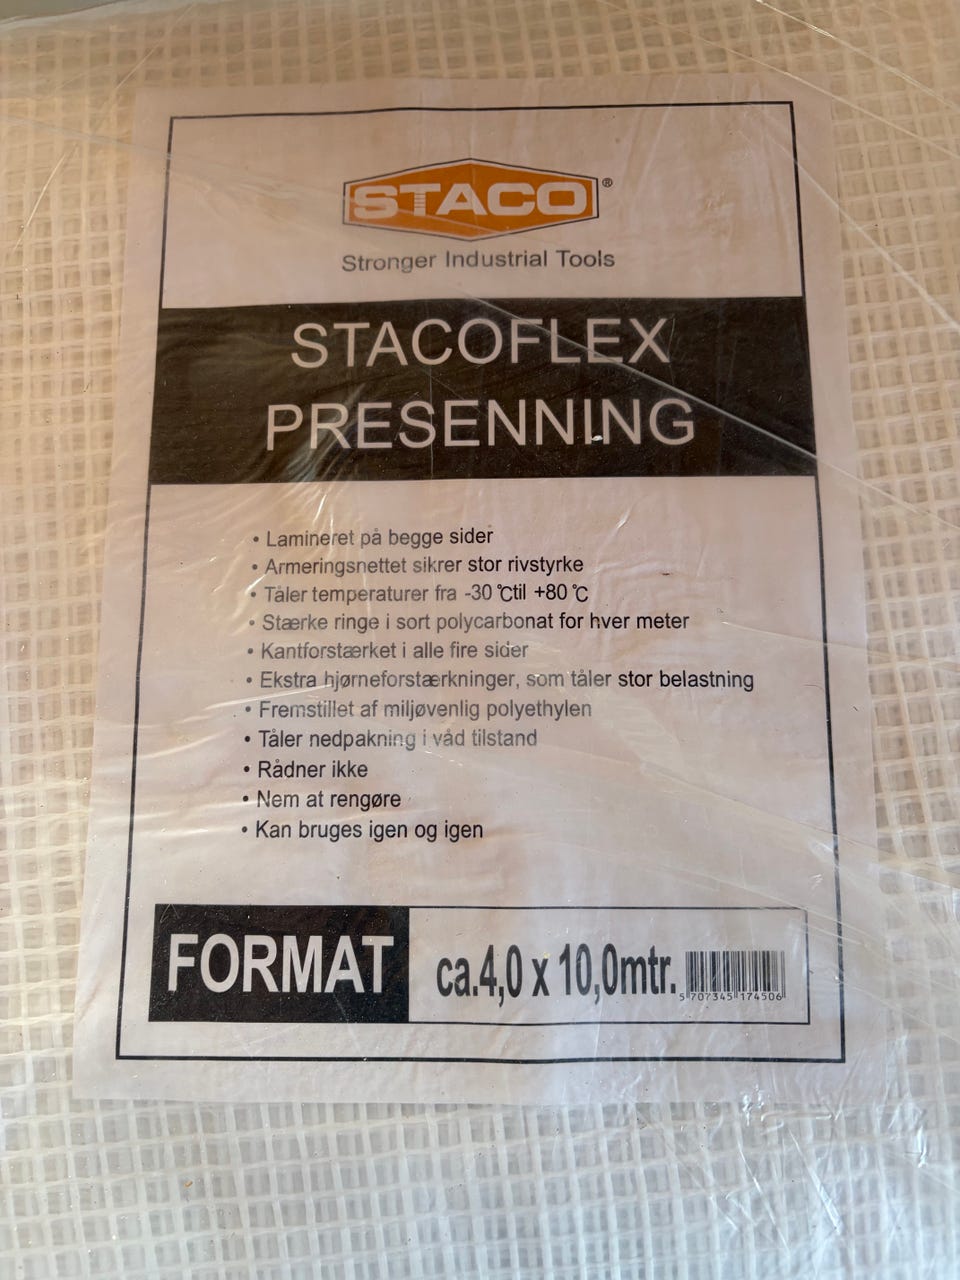 STACO®
Stronger Industrial Tools
STACOFLEX
PRESENNING
• Lamineret på begge sider
• Armeringsnettet sikrer stor rivstyrke
• Tåler temperaturer fra -30 ℃til +80 ℃
• Stærke ringe i sort polycarbonat for hver meter
• Kantforstærket i alle fire sider
• Ekstra hjørneforstærkninger, som tåler stor belastning
• Fremstillet af miljøvenlig polyethylen
• Tåler nedpakning i våd tilstand
• Rådner ikke
• Nem at rengøre
• Kan bruges igen og igen
FORMAT ca.4,0 x 10,0mtr.
5 707345 174506